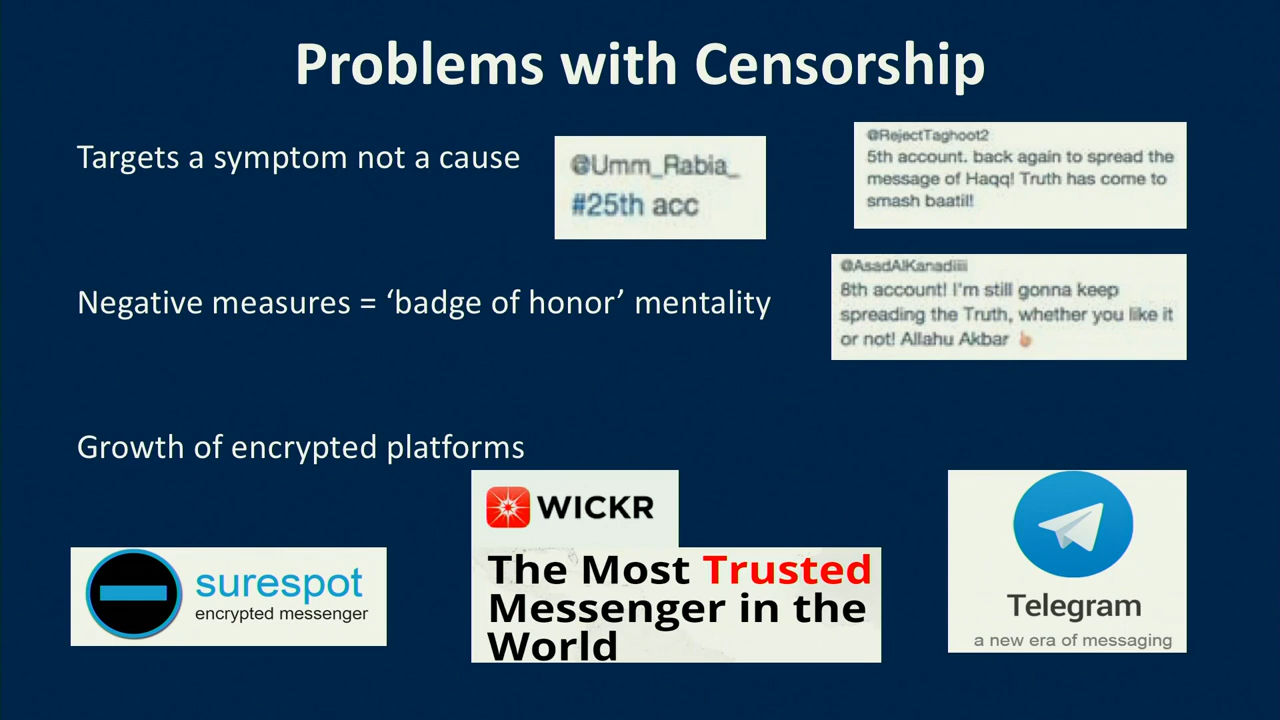 Problems with Censorship
Targets a symptom not a cause
@Umm_Rabia_
#25th acc
@RejectTaghoot2
5th account. back again to spread the
message of Haqq! Truth has come to
smash baatil!
Negative measures = ‘badge of honor’ mentality
@AsadAlKanadiiii
8th account! I'm still gonna keep
spreading the Truth, whether you like it
or not! Allahu Akbar
Growth of encrypted platforms
surespot
encrypted messenger
WICKR
The Most Trusted
Messenger in the
World
Telegram
a new era of messaging